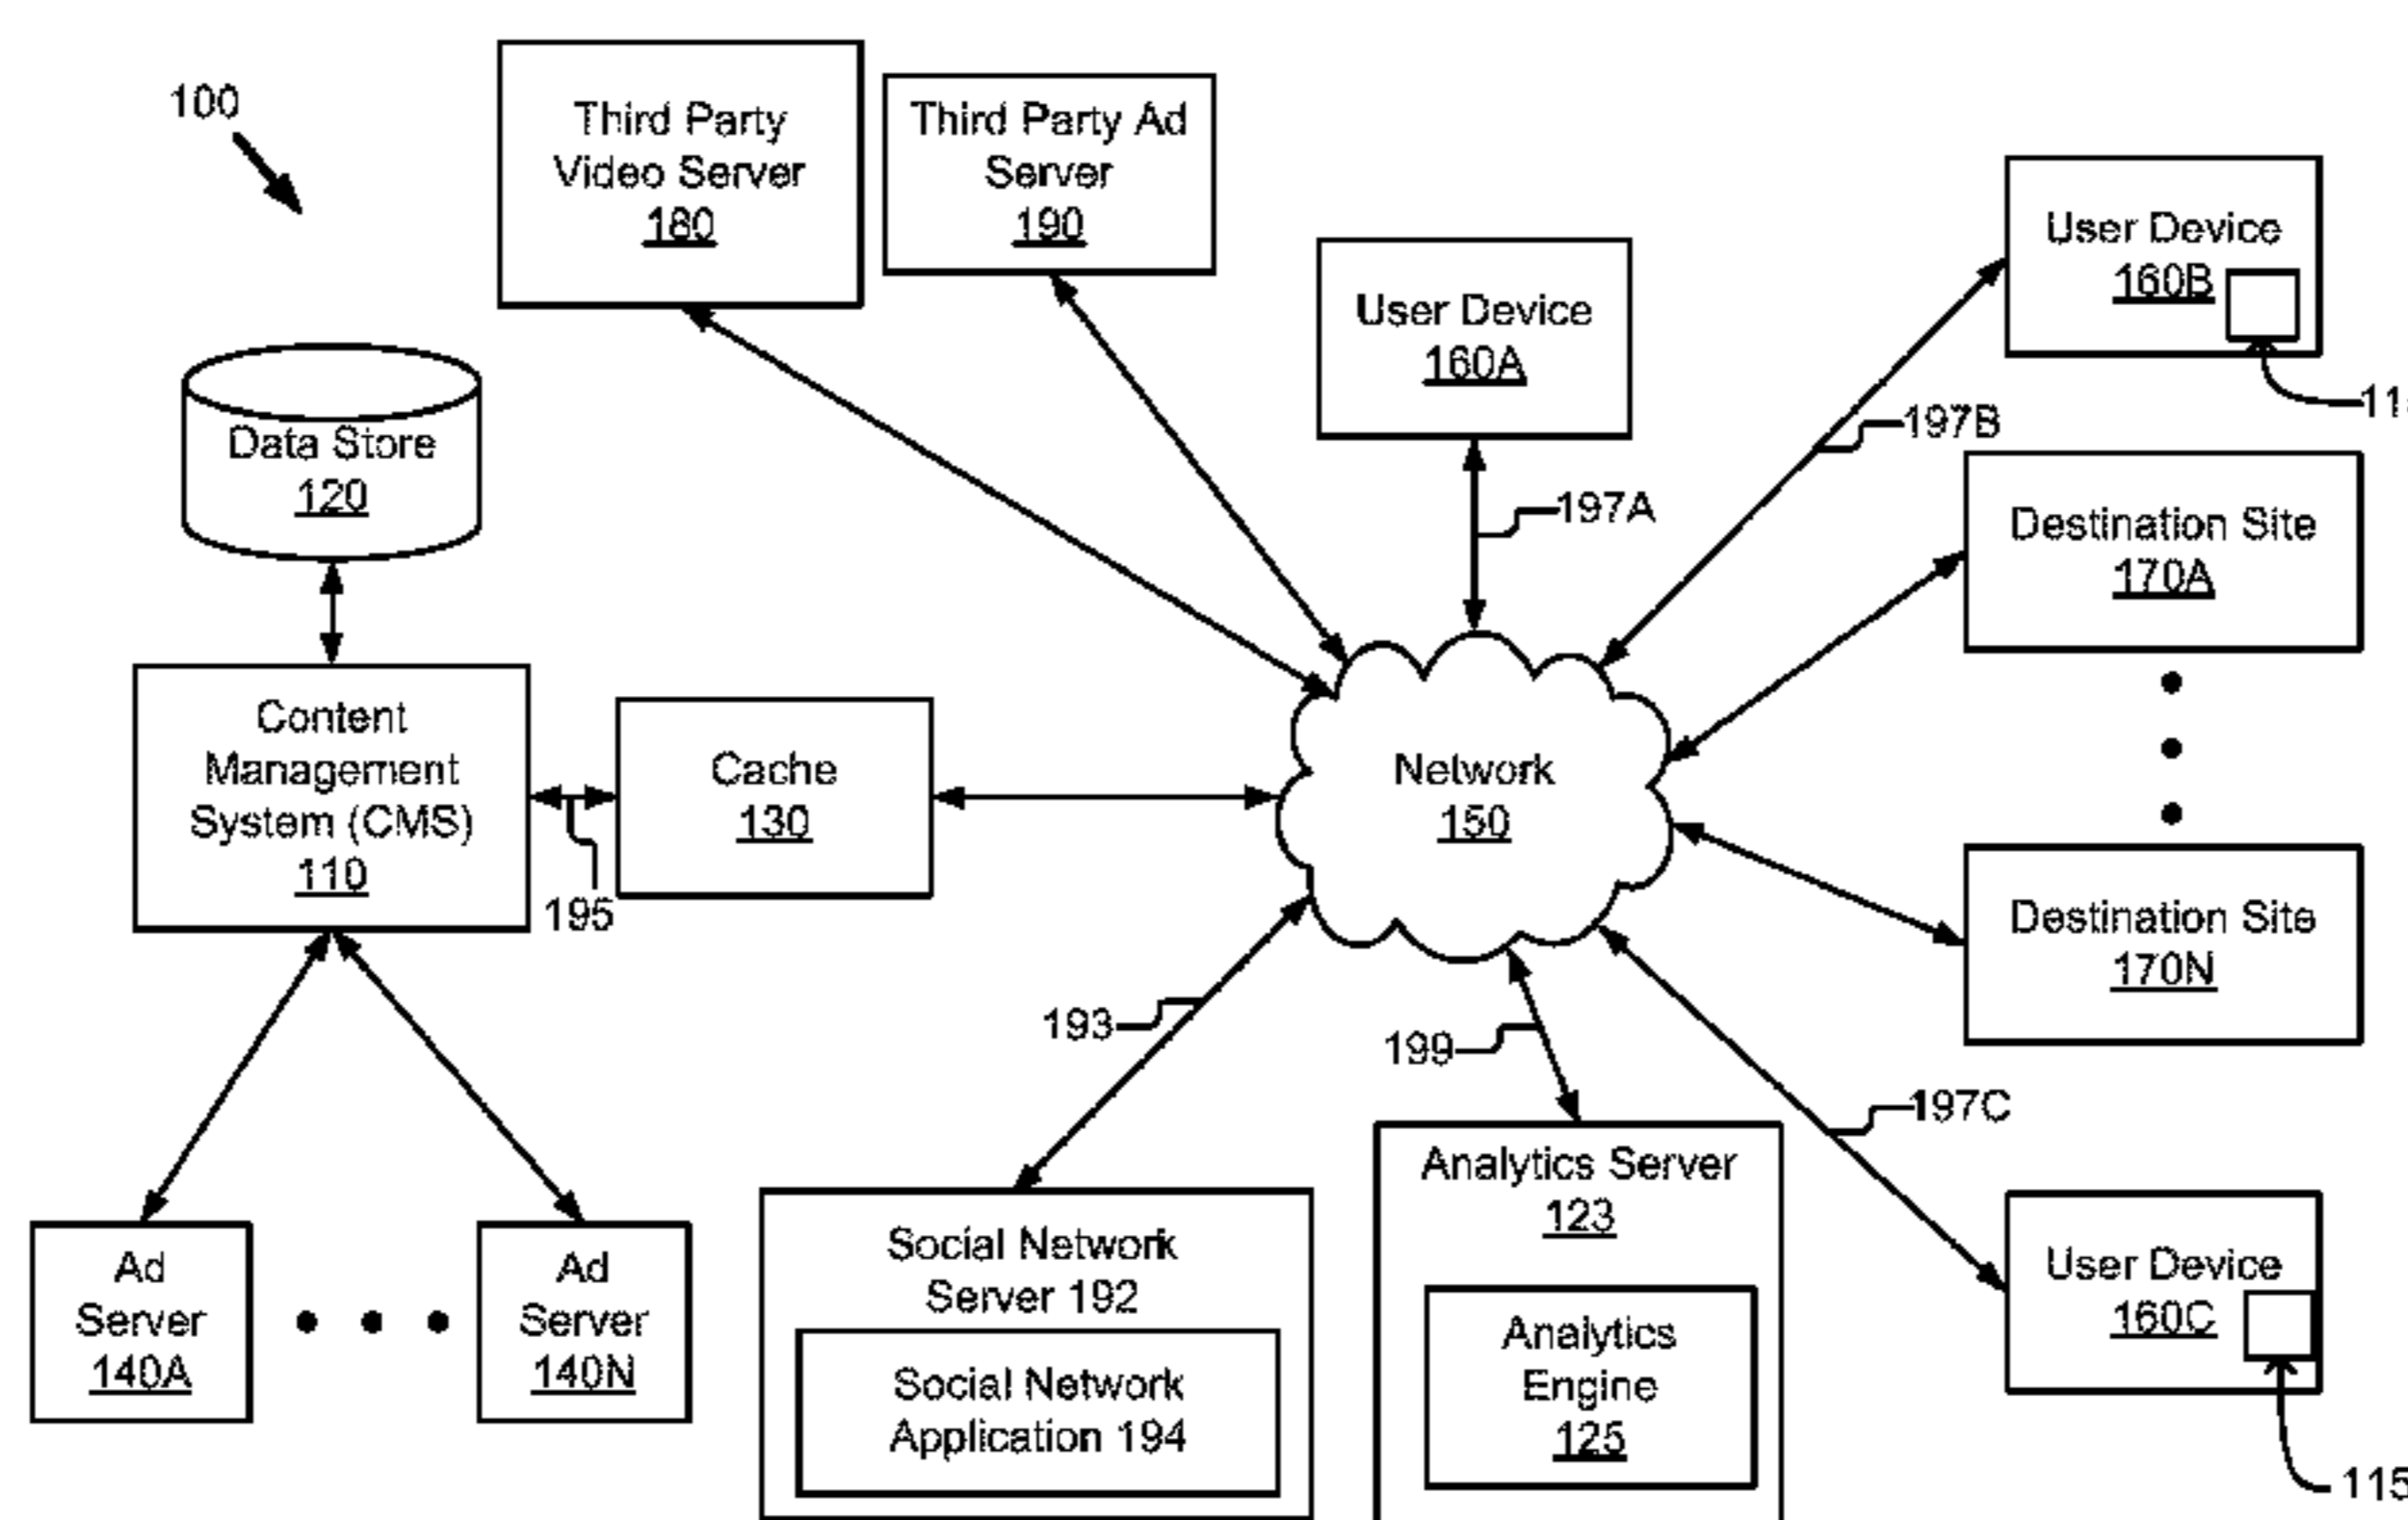 100
Third Party
Video Server
180
Third Party Ad
Server
190
User Device
160A
User Device
160B
197B
197A
Data Store
120
Destination Site
170A
Content
Management
System (CMS)
110
195
Cache
130
Network
150
Destination Site
170N
193
199
197C
Ad
Server
140A
Ad
Server
140N
Social Network
Server 192
Social Network
Application 194
Analytics Server
123
Analytics
Engine
125
User Device
160C
115